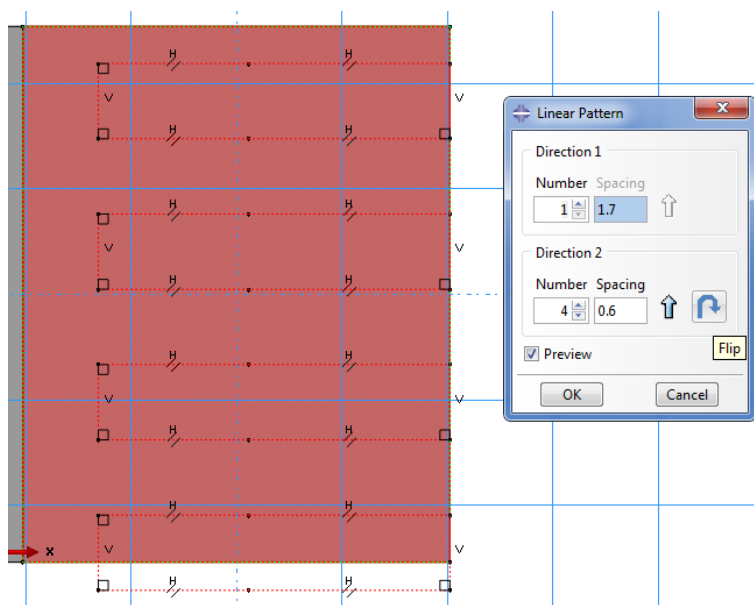 H H
V V
H H
H H
V V
H H
H H
V V
H H
H H
V V
H H
x
Linear Pattern
Direction 1
Number Spacing
1 1.7
Direction 2
Number Spacing
4 0.6
Preview
Flip
OK Cancel